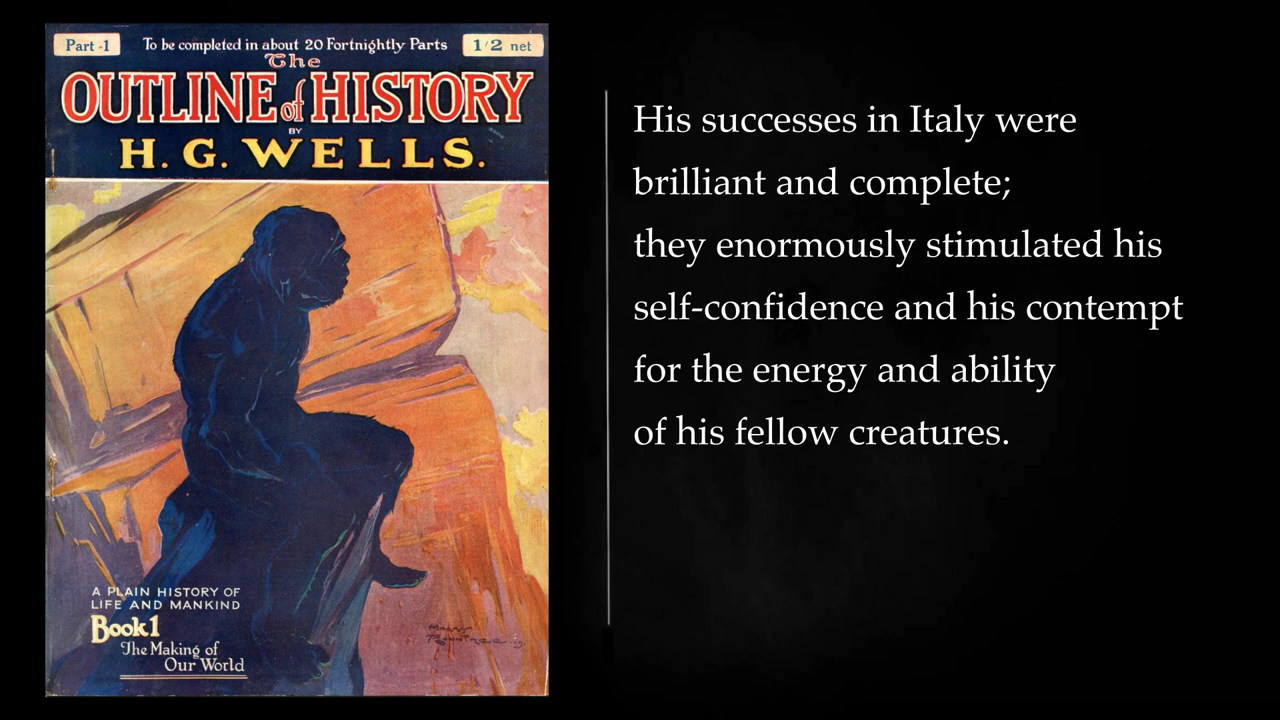 Part -1
To be completed in about 20 Fortnightly Parts
1/2 net
The
OUTLINE of HISTORY
BY
H. G. WELLS.
A PLAIN HISTORY OF
LIFE AND MANKIND
Book 1
The Making of
Our World
His successes in Italy were
brilliant and complete;
they enormously stimulated his
self-confidence and his contempt
for the energy and ability
of his fellow creatures.